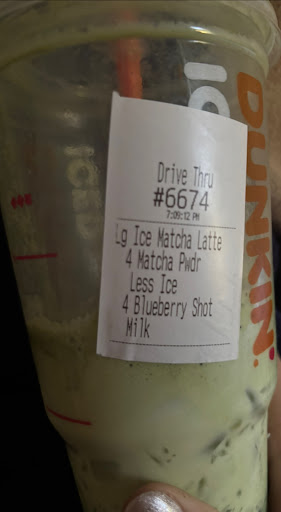 Drive Thru
#6674
7:09:12 PM
Lg Ice Matcha Latte
4 Matcha Pwdr
Less Ice
4 Blueberry Shot
Milk
DUNKIN'